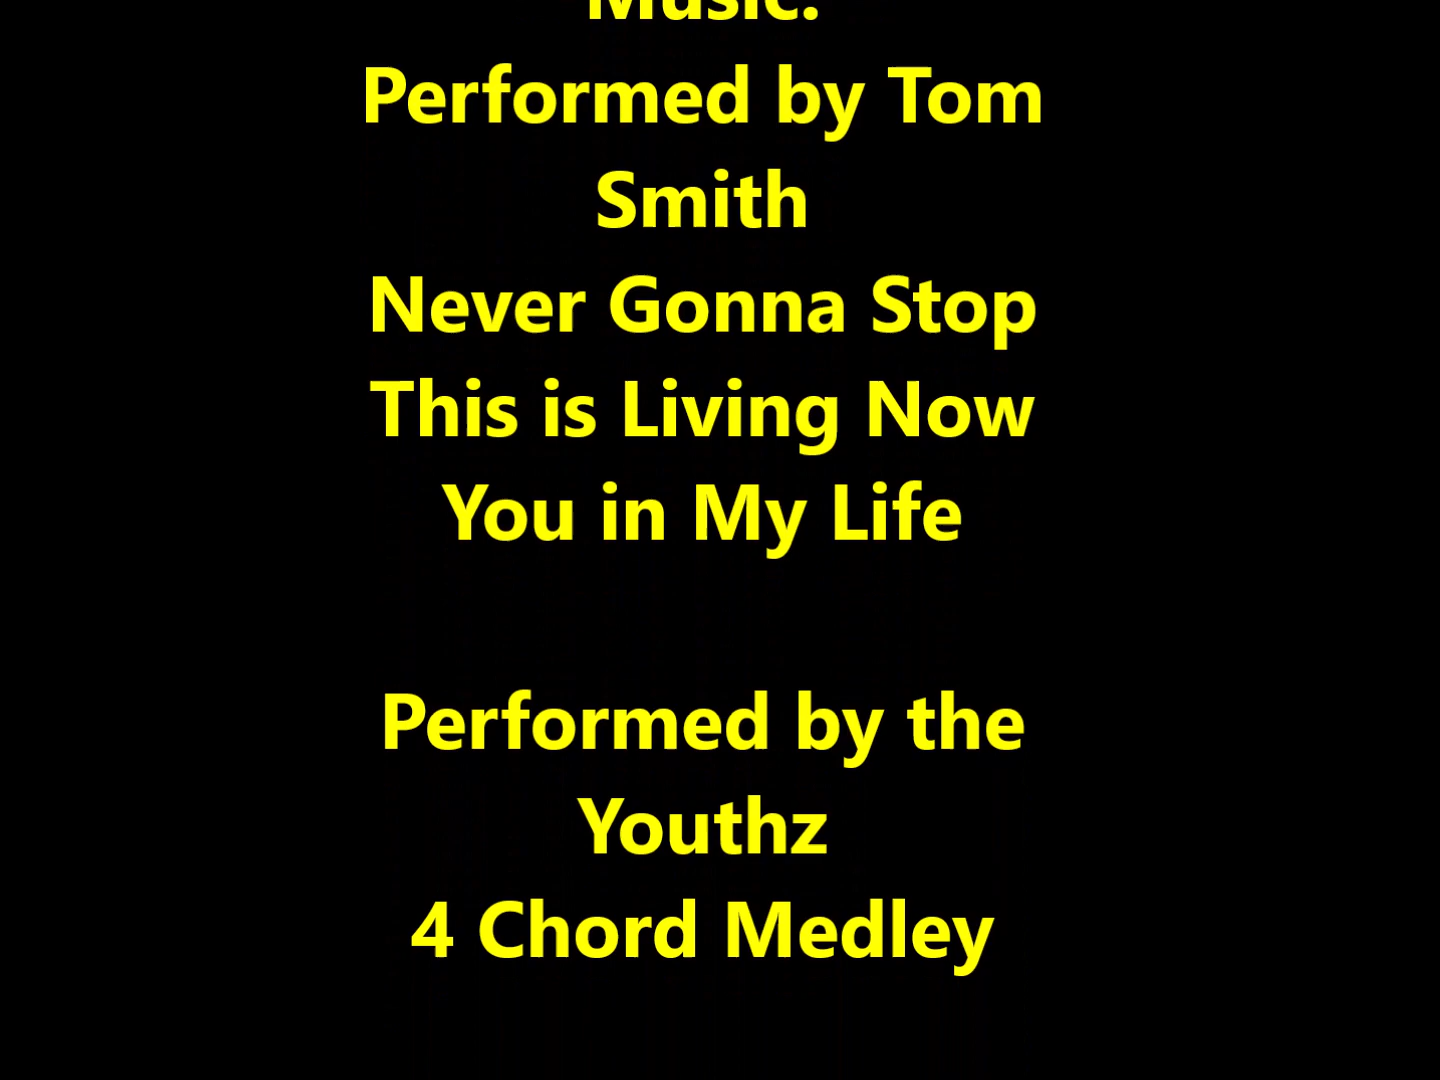 Music:
Performed by Tom
Smith
Never Gonna Stop
This is Living Now
You in My Life
Performed by the
Youthz
4 Chord Medley